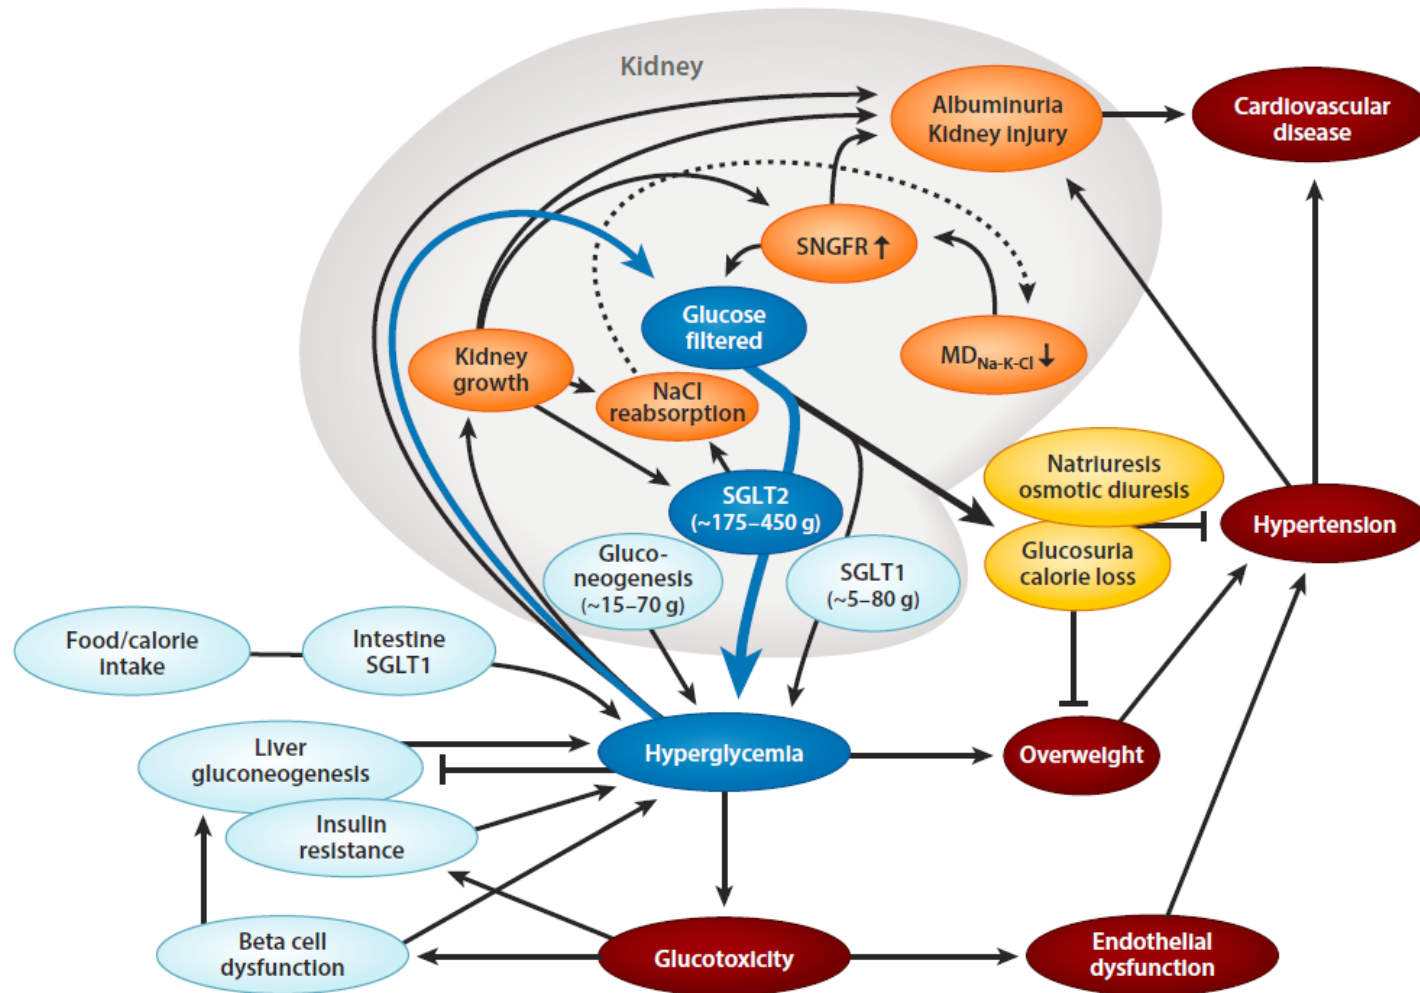 Kidney
Albuminuria
Kidney injury
Cardiovascular
disease
SNGFR ↑
Glucose
filtered
MDNa-K-Cl ↓
Kidney
growth
NaCl
reabsorption
SGLT2
(~175–450 g)
Natriuresis
osmotic diuresis
Hypertension
Glucosuria
calorie loss
Gluco-
neogenesis
(~15–70 g)
SGLT1
(~5–80 g)
Food/calorie
intake
Intestine
SGLT1
Liver
gluconeogenesis
Hyperglycemia
Overweight
Insulin
resistance
Beta cell
dysfunction
Glucotoxicity
Endothelial
dysfunction